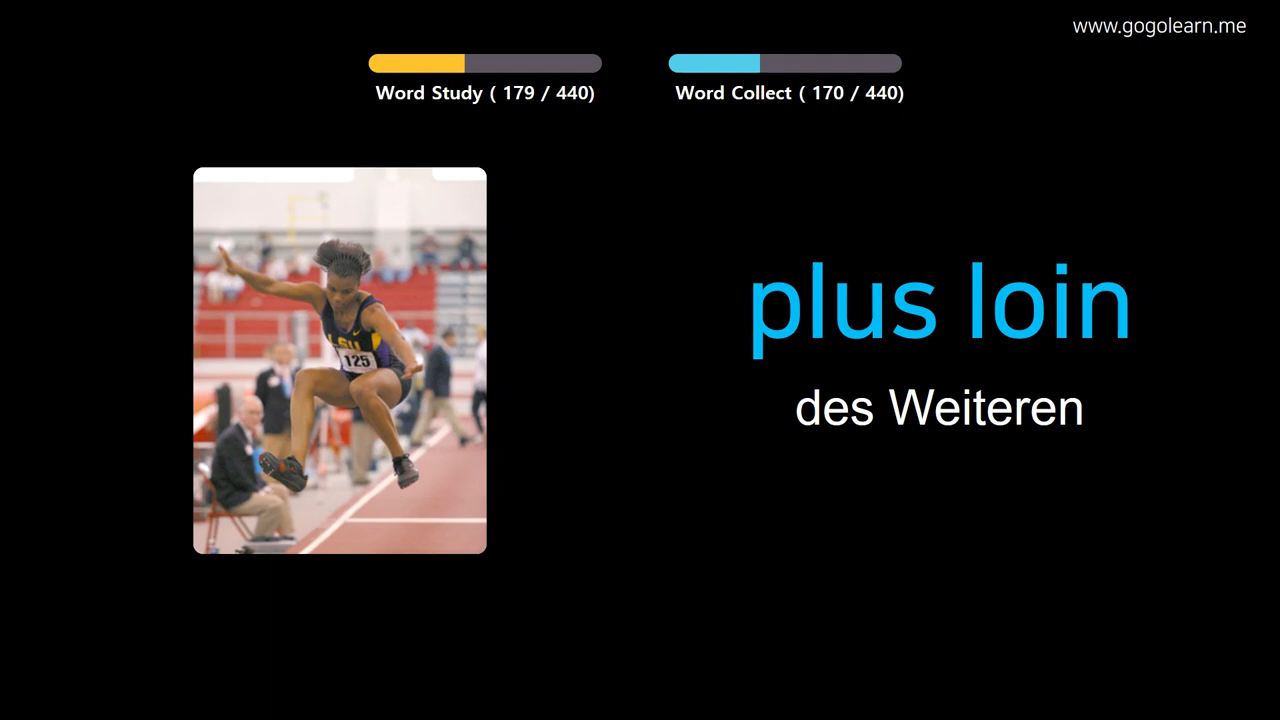 www.gogolearn.me
Word Study ( 179 / 440)
Word Collect ( 170 / 440)
LSU
125
plus loin
des Weiteren